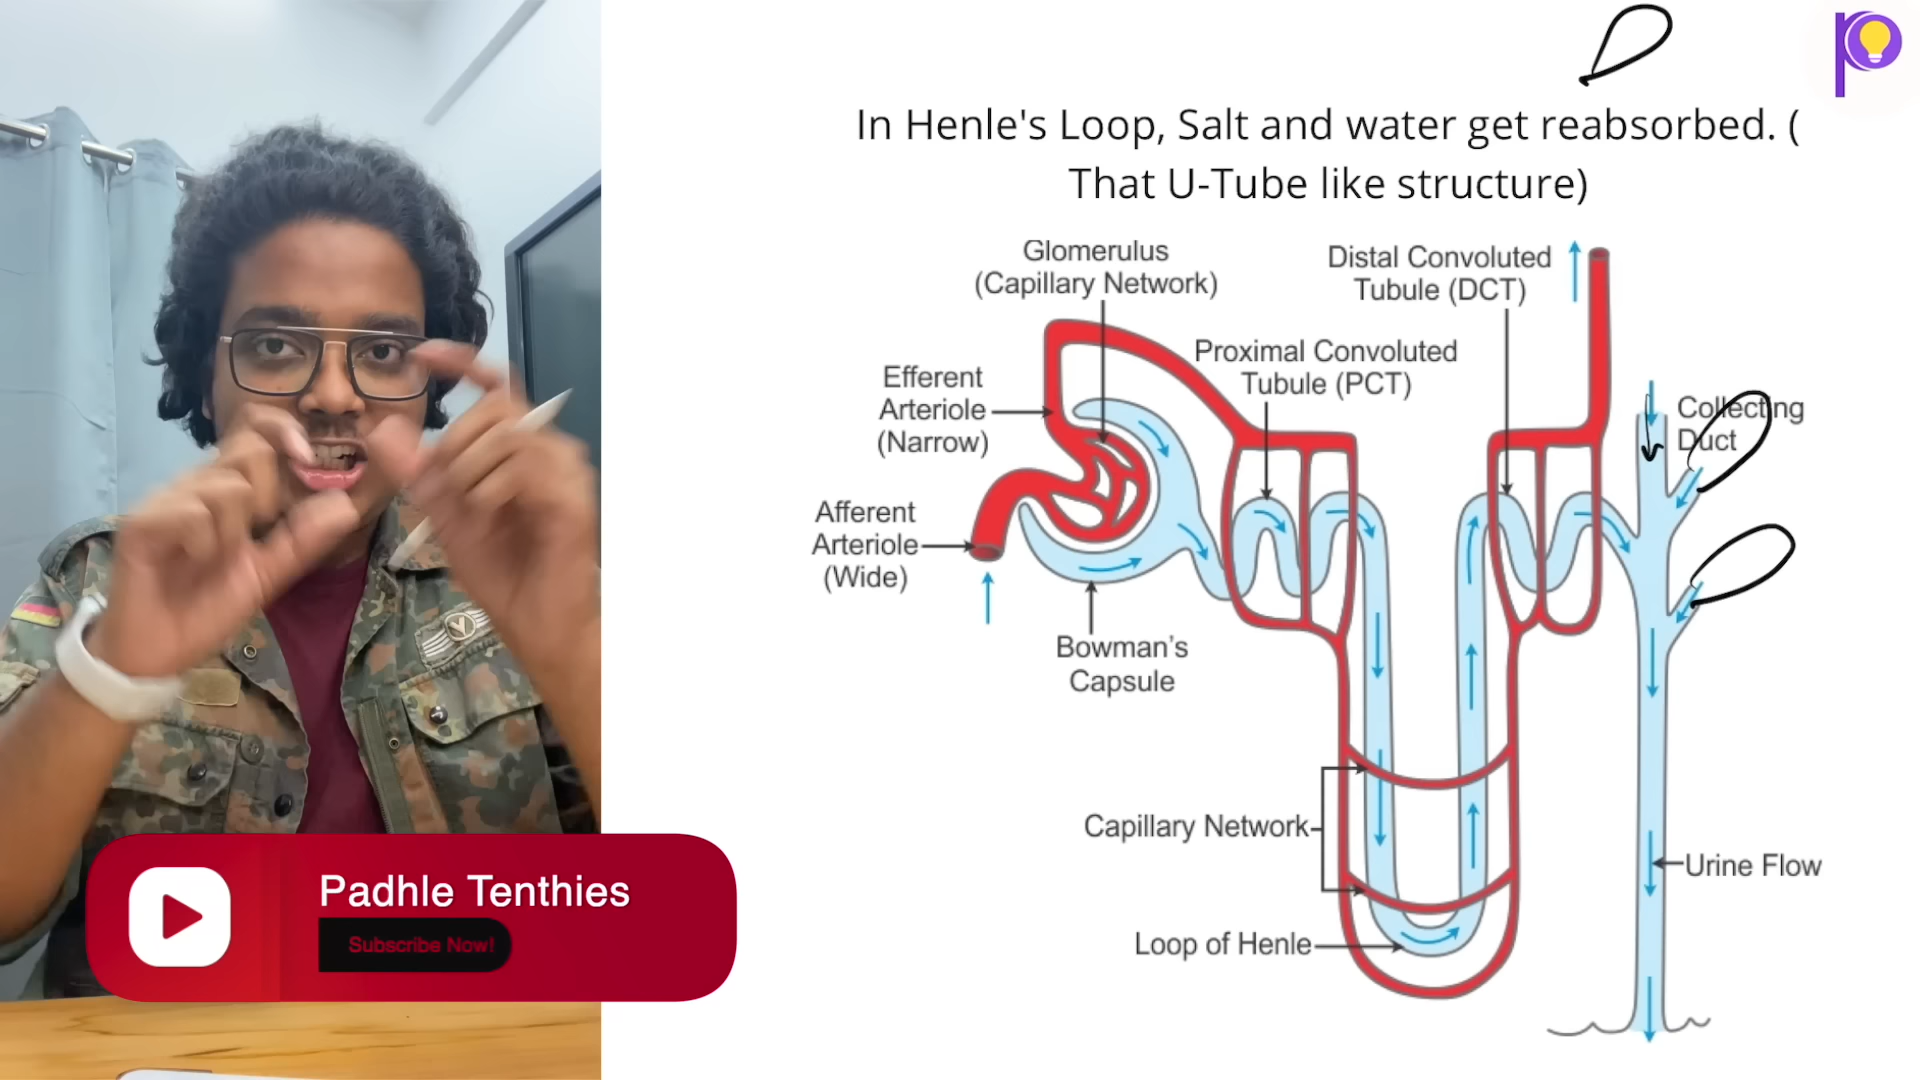 In Henle's Loop, Salt and water get reabsorbed. (
That U-Tube like structure)
Glomerulus
(Capillary Network)
Distal Convoluted
Tubule (DCT)
Proximal Convoluted
Tubule (PCT)
Efferent
Arteriole
(Narrow)
Collecting
Duct
Afferent
Arteriole
(Wide)
Bowman's
Capsule
Capillary Network
Urine Flow
Loop of Henle
Padhle Tenthies
Subscribe Now!